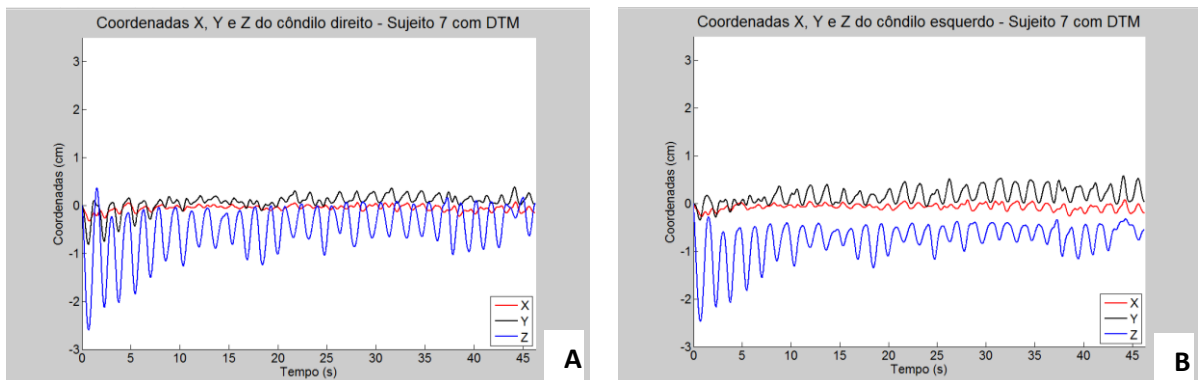 Coordenadas X, Y e Z do côndilo direito - Sujeito 7 com DTM
Coordenadas (cm)
3
2
1
0
-1
-2
-3
0 5 10 15 20 25 30 35 40 45
Tempo (s)
X
Y
Z
A
Coordenadas X, Y e Z do côndilo esquerdo - Sujeito 7 com DTM
Coordenadas (cm)
3
2
1
0
-1
-2
-3
0 5 10 15 20 25 30 35 40 45
Tempo (s)
X
Y
Z
B